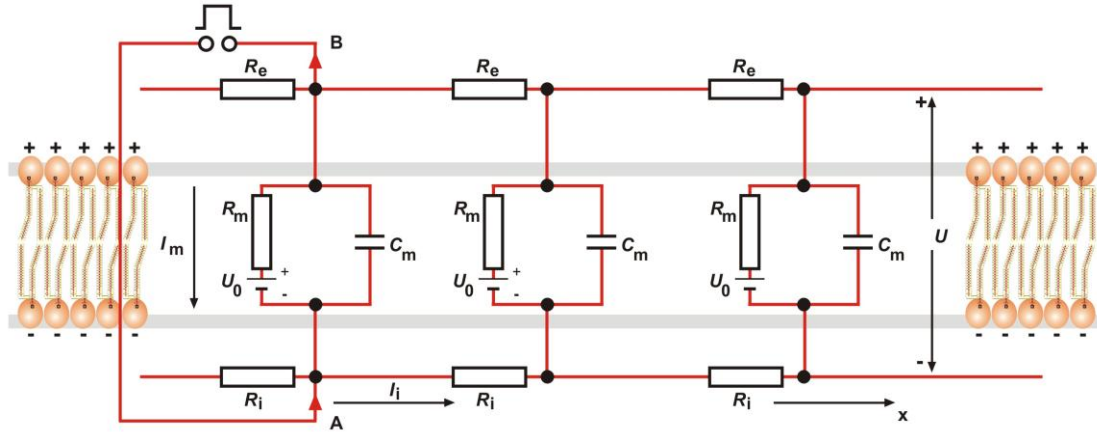 B
Re Re Re
+
+ + + + + + + + + +
Rm Rm Rm
Im Cm Cm Cm U
U0 + U0 + U0
- - -
- - - - - - - - - -
-
Ri Ii Ri Ri x
A